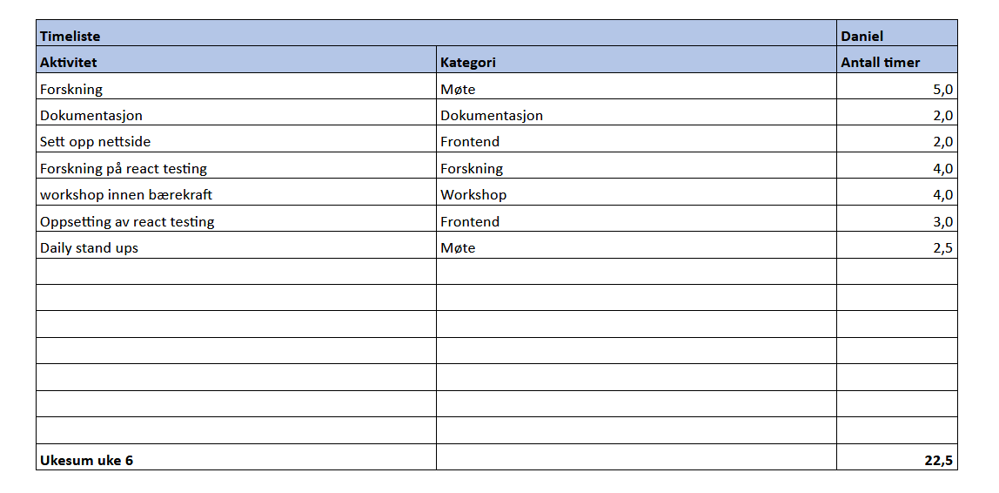 Timeliste Daniel
Aktivitet Kategori Antall timer
Forskning Møte 5,0
Dokumentasjon Dokumentasjon 2,0
Sett opp nettside Frontend 2,0
Forskning på react testing Forskning 4,0
workshop innen bærekraft Workshop 4,0
Oppsetting av react testing Frontend 3,0
Daily stand ups Møte 2,5
Ukesum uke 6 22,5